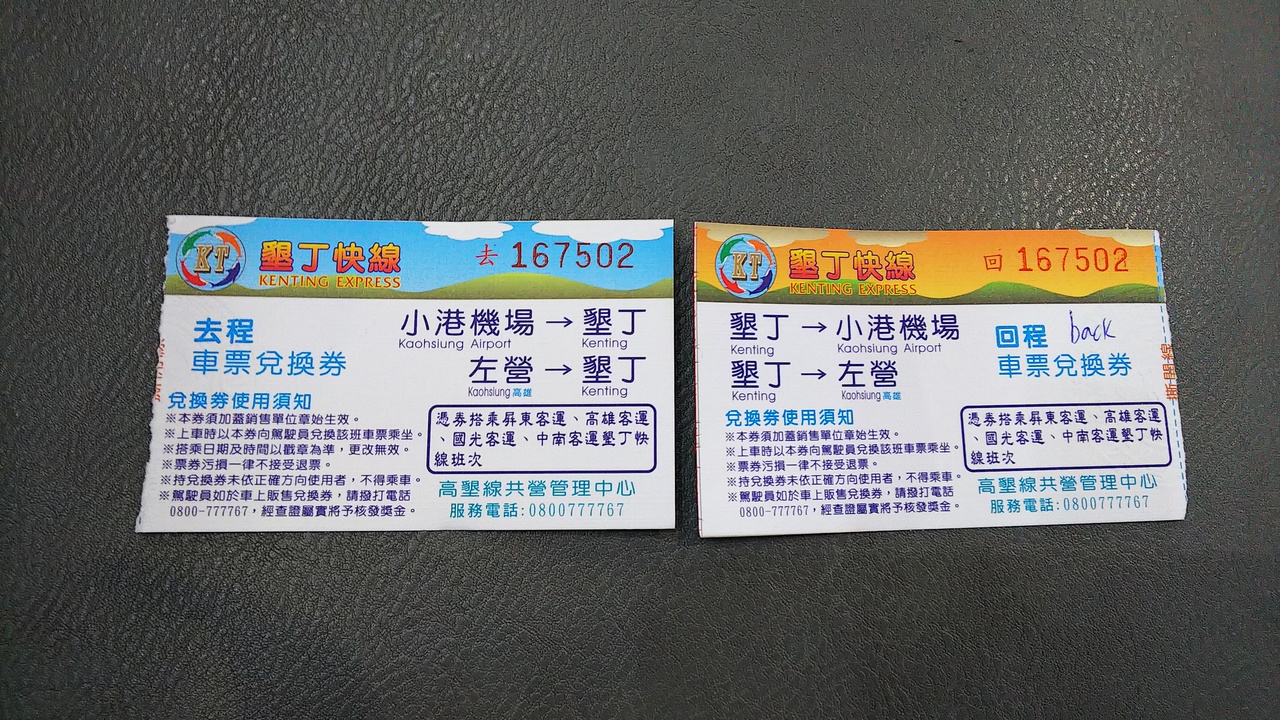 KT 墾丁快線 去 167502
KENTING EXPRESS
去程
車票兌換券
小港機場 → 墾丁
Kaohsiung Airport Kenting
左營 → 墾丁
Kaohsiung 高雄 Kenting
兌換券使用須知
※本券須加蓋銷售單位章始生效。
※上車時以本券向駕駛員兌換該班車票乘坐。
※搭乘日期及時間以戳章為準，更改無效。
※票券污損一律不接受退票。
※持兌換券未依正確方向使用者，不得乘車。
※駕駛員如於車上販售兌換券，請撥打電話
0800-777767，經查證屬實將予核發獎金。
憑券搭乘屏東客運、高雄客運
、國光客運、中南客運墾丁快
線班次
高墾線共營管理中心
服務電話:0800777767
KT 墾丁快線 回 167502
KENTING EXPRESS
墾丁 → 小港機場
Kenting Kaohsiung Airport
墾丁 → 左營
Kenting Kaohsiung 高雄
回程 back
車票兌換券
兌換券使用須知
※本券須加蓋銷售單位章始生效。
※上車時以本券向駕駛員兌換該班車票乘坐。
※票券污損一律不接受退票。
※持兌換券未依正確方向使用者，不得乘車。
※駕駛員如於車上販售兌換券，請撥打電話
0800-777767，經查證屬實將予核發獎金。
憑券搭乘屏東客運、高雄客運
、國光客運、中南客運墾丁快
線班次
高墾線共營管理中心
服務電話:0800777767